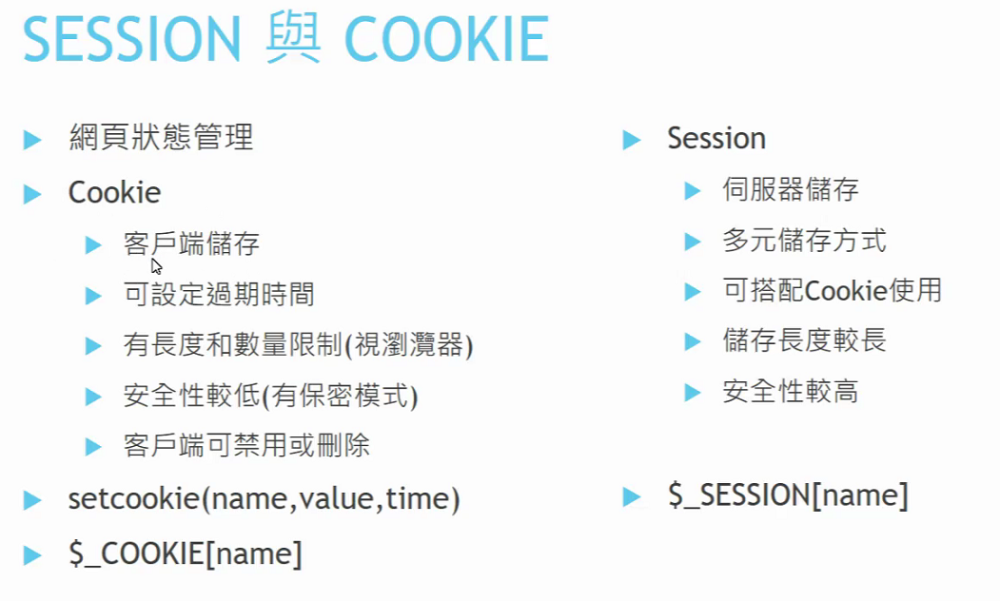 SESSION 與 COOKIE
網頁狀態管理
Cookie
客戶端儲存
可設定過期時間
有長度和數量限制(視瀏灠器)
安全性較低(有保密模式)
客戶端可禁用或刪除
setcookie(name,value,time)
$_COOKIE[name]
Session
伺服器儲存
多元儲存方式
可搭配Cookie使用
儲存長度較長
安全性較高
$_SESSION[name]